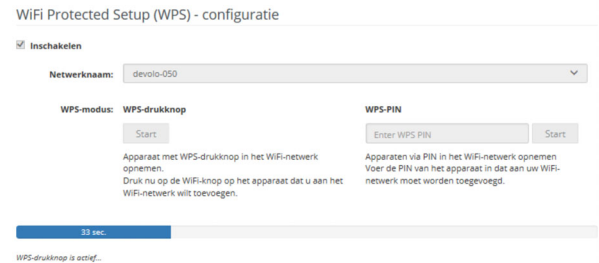 WiFi Protected Setup (WPS) - configuratie
Inschakelen
Netwerknaam: devolo-050
WPS-modus: WPS-drukknop WPS-PIN
Start Enter WPS PIN Start
Apparaat met WPS-drukknop in het WiFi-netwerk
opnemen.
Druk nu op de WiFi-knop op het apparaat dat u aan het
WiFi-netwerk wilt toevoegen.
Apparaten via PIN in het WiFi-netwerk opnemen
Voer de PIN van het apparaat in dat aan uw WiFi-
netwerk moet worden toegevoegd.
33 sec.
WPS-drukknop is actief...